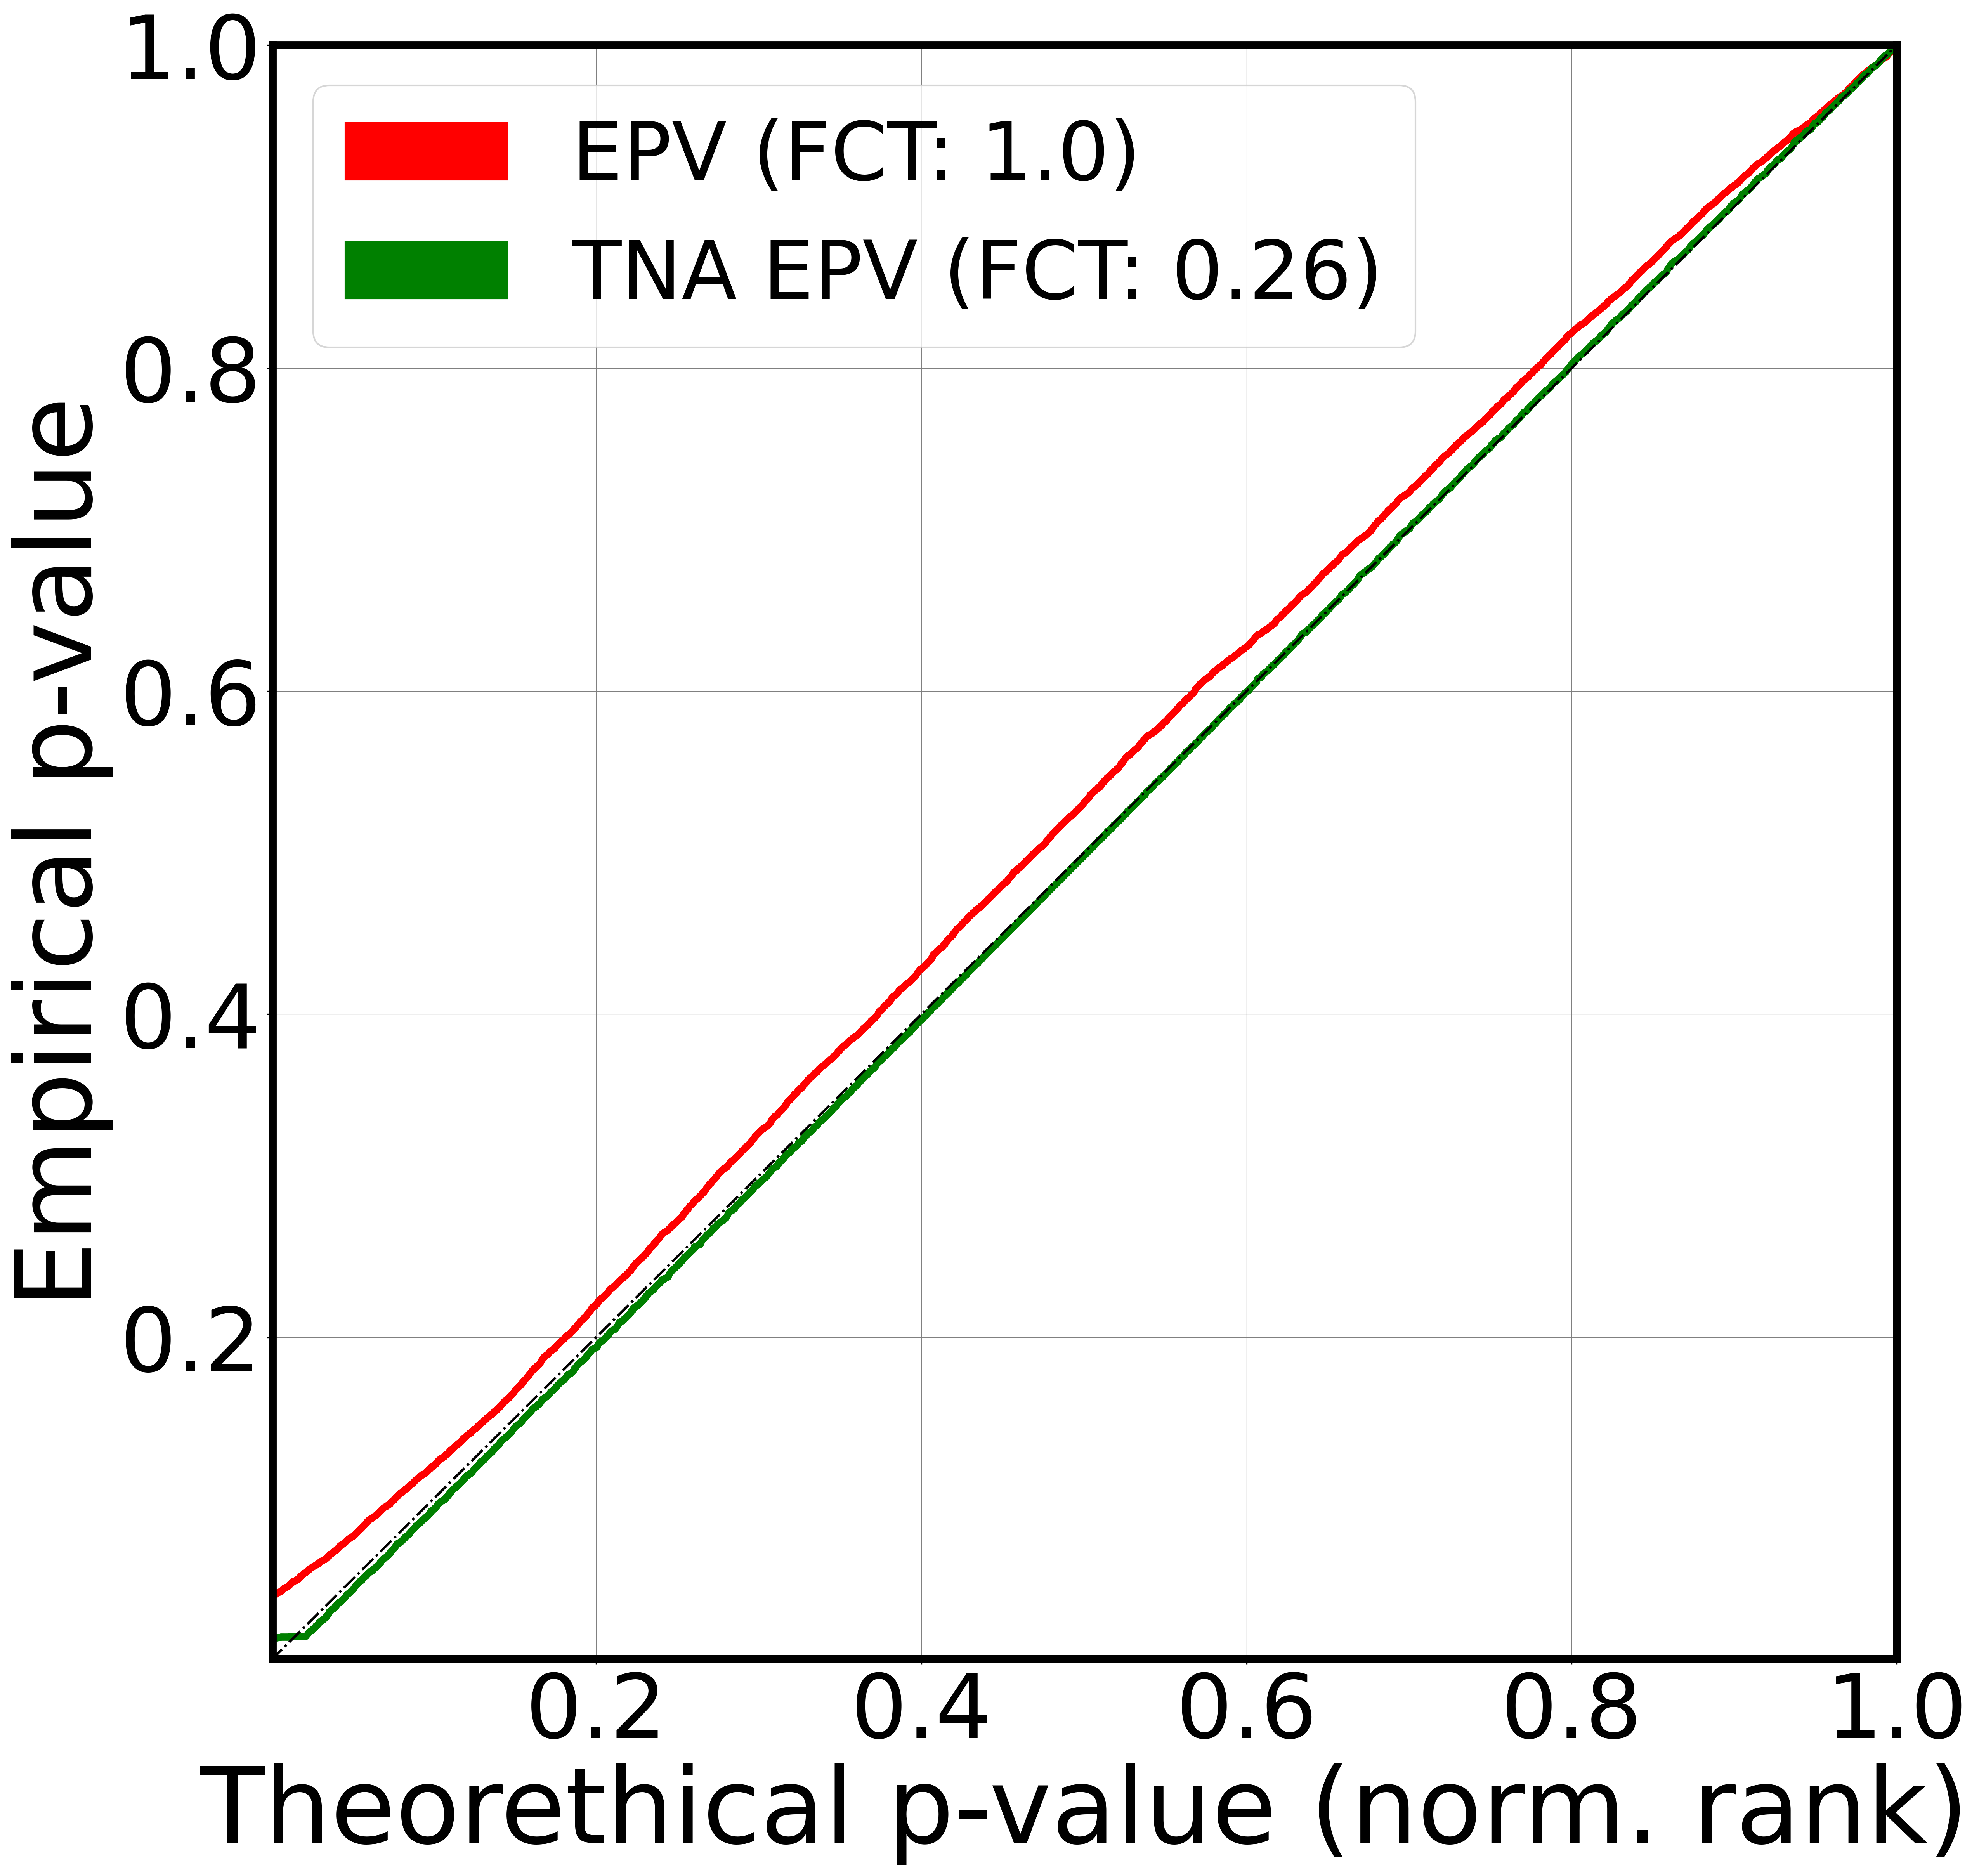 1.0
EPV (FCT: 1.0)
TNA EPV (FCT: 0.26)
0.8
0.6
0.4
0.2
Empirical p-value
0.2 0.4 0.6 0.8 1.0
Theorethical p-value (norm. rank)